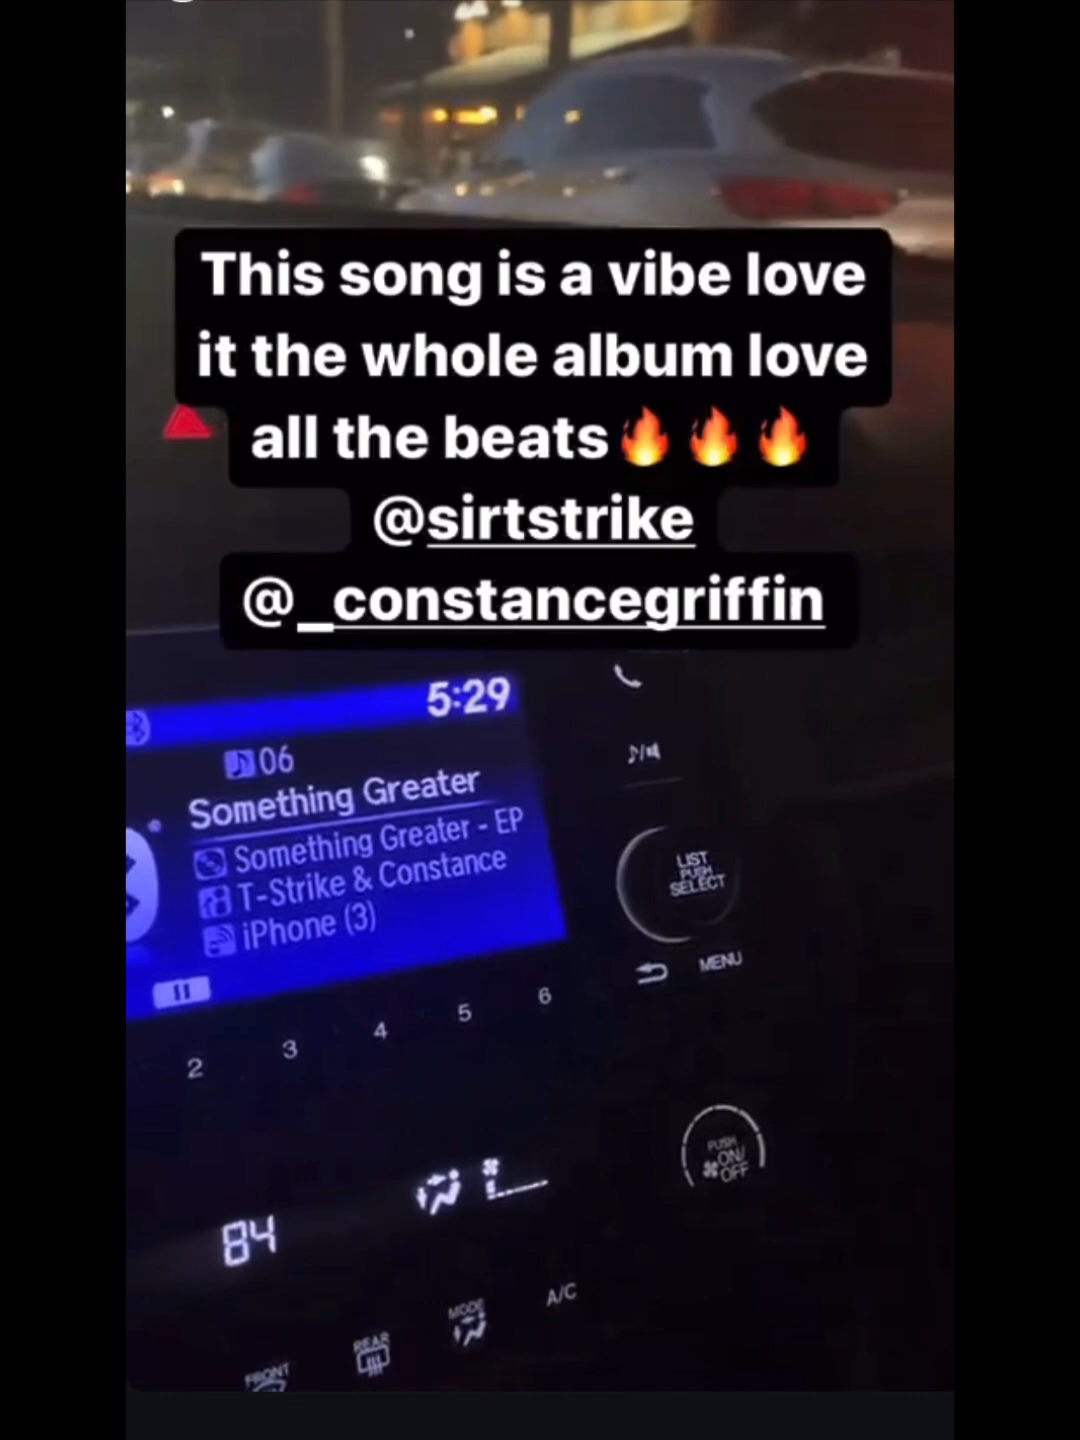 This song is a vibe love
it the whole album love
all the beats🔥🔥🔥
@sirtstrike
@_constancegriffin
5:29
06
Something Greater
Something Greater - EP
T-Strike & Constance
iPhone (3)
LIST
PUSH
SELECT
MENU
2 3 4 5 6
PUSH
ON/
OFF
84
A/C
MODE
REAR
FRONT